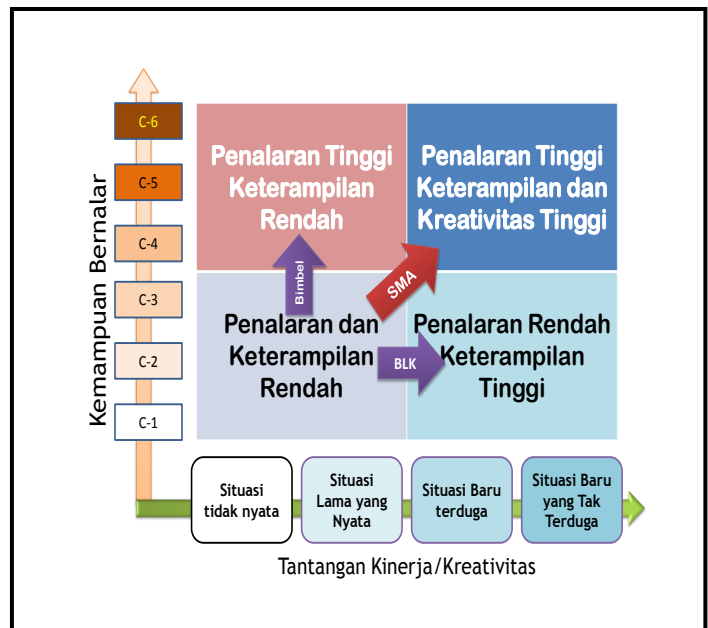 Kemampuan Bernalar
C-6
C-5
C-4
C-3
C-2
C-1
Penalaran Tinggi
Keterampilan
Rendah
Penalaran Tinggi
Keterampilan dan
Kreativitas Tinggi
Bimbel
SMA
BLK
Penalaran dan
Keterampilan
Rendah
Penalaran Rendah
Keterampilan
Tinggi
Situasi
tidak nyata
Situasi
Lama yang
Nyata
Situasi Baru
terduga
Situasi Baru
yang Tak
Terduga
Tantangan Kinerja/Kreativitas